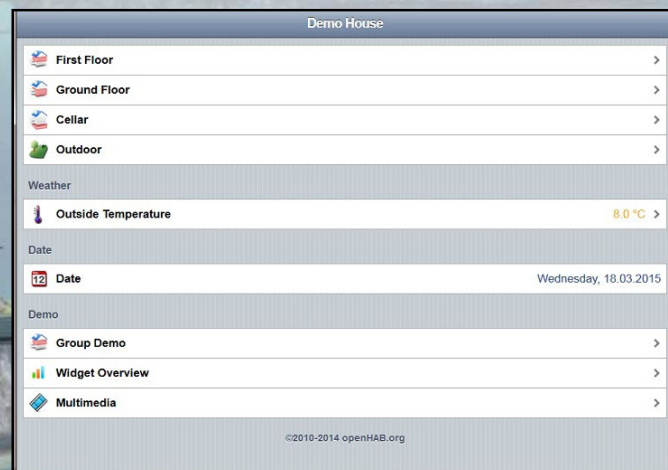 Demo House
First Floor
Ground Floor
Cellar
Outdoor
Weather
Outside Temperature 8.0 °C
Date
12 Date Wednesday, 18.03.2015
Demo
Group Demo
Widget Overview
Multimedia
©2010-2014 openHAB.org